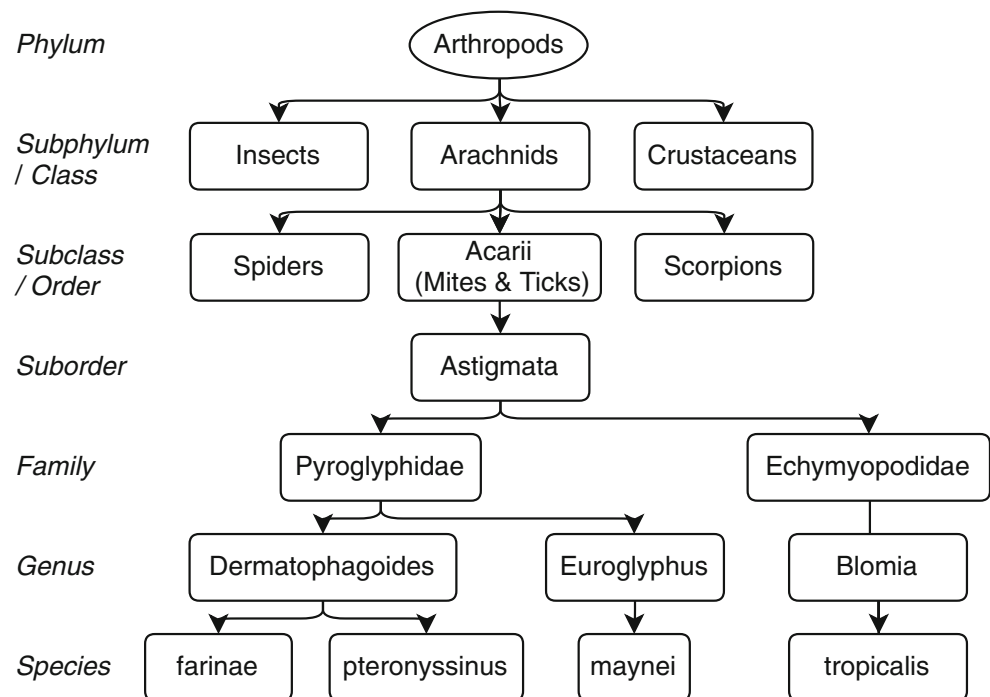 Phylum
Arthropods
Subphylum
/ Class
Insects
Arachnids
Crustaceans
Subclass
/ Order
Spiders
Acarii
(Mites & Ticks)
Scorpions
Suborder
Astigmata
Family
Pyroglyphidae
Echymyopodidae
Genus
Dermatophagoides
Euroglyphus
Blomia
Species
farinae
pteronyssinus
maynei
tropicalis